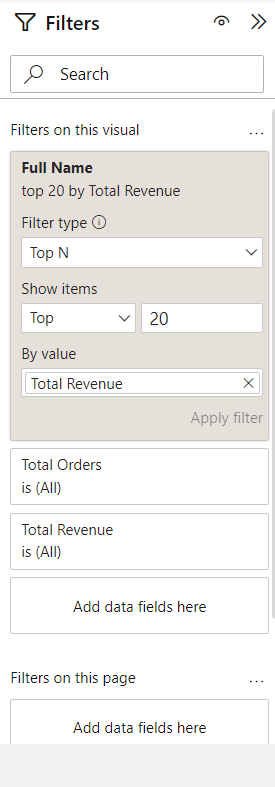 Filters
Search
Filters on this visual ...
Full Name
top 20 by Total Revenue
Filter type
Top N
Show items
Top 20
By value
Total Revenue
Apply filter
Total Orders
is (All)
Total Revenue
is (All)
Add data fields here
Filters on this page ...
Add data fields here